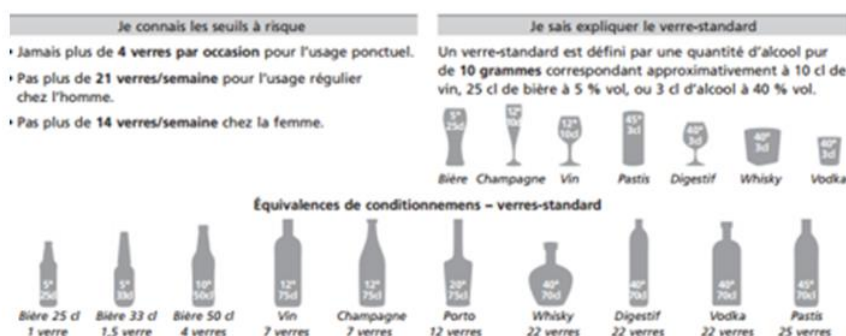 Je connais les seuils à risque
• Jamais plus de 4 verres par occasion pour l'usage ponctuel.
• Pas plus de 21 verres/semaine pour l'usage régulier
chez l'homme.
• Pas plus de 14 verres/semaine chez la femme.
Je sais expliquer le verre-standard
Un verre-standard est défini par une quantité d'alcool pur
de 10 grammes correspondant approximativement à 10 cl de
vin, 25 cl de bière à 5 % vol, ou 3 cl d'alcool à 40 % vol.
5° 12° 12° 45° 40° 40° 40°
25cl 10cl 10cl 3cl 3cl 3cl 3cl
Bière Champagne Vin Pastis Digestif Whisky Vodka
Équivalences de conditionnemens – verres-standard
5° 5° 10° 12° 12° 20° 40° 40° 40° 45°
25cl 33cl 50cl 75cl 75cl 75cl 70cl 70cl 70cl 70cl
Bière 25 cl Bière 33 cl Bière 50 cl Vin Champagne Porto Whisky Digestif Vodka Pastis
1 verre 1,5 verre 4 verres 7 verres 7 verres 12 verres 22 verres 22 verres 22 verres 25 verres